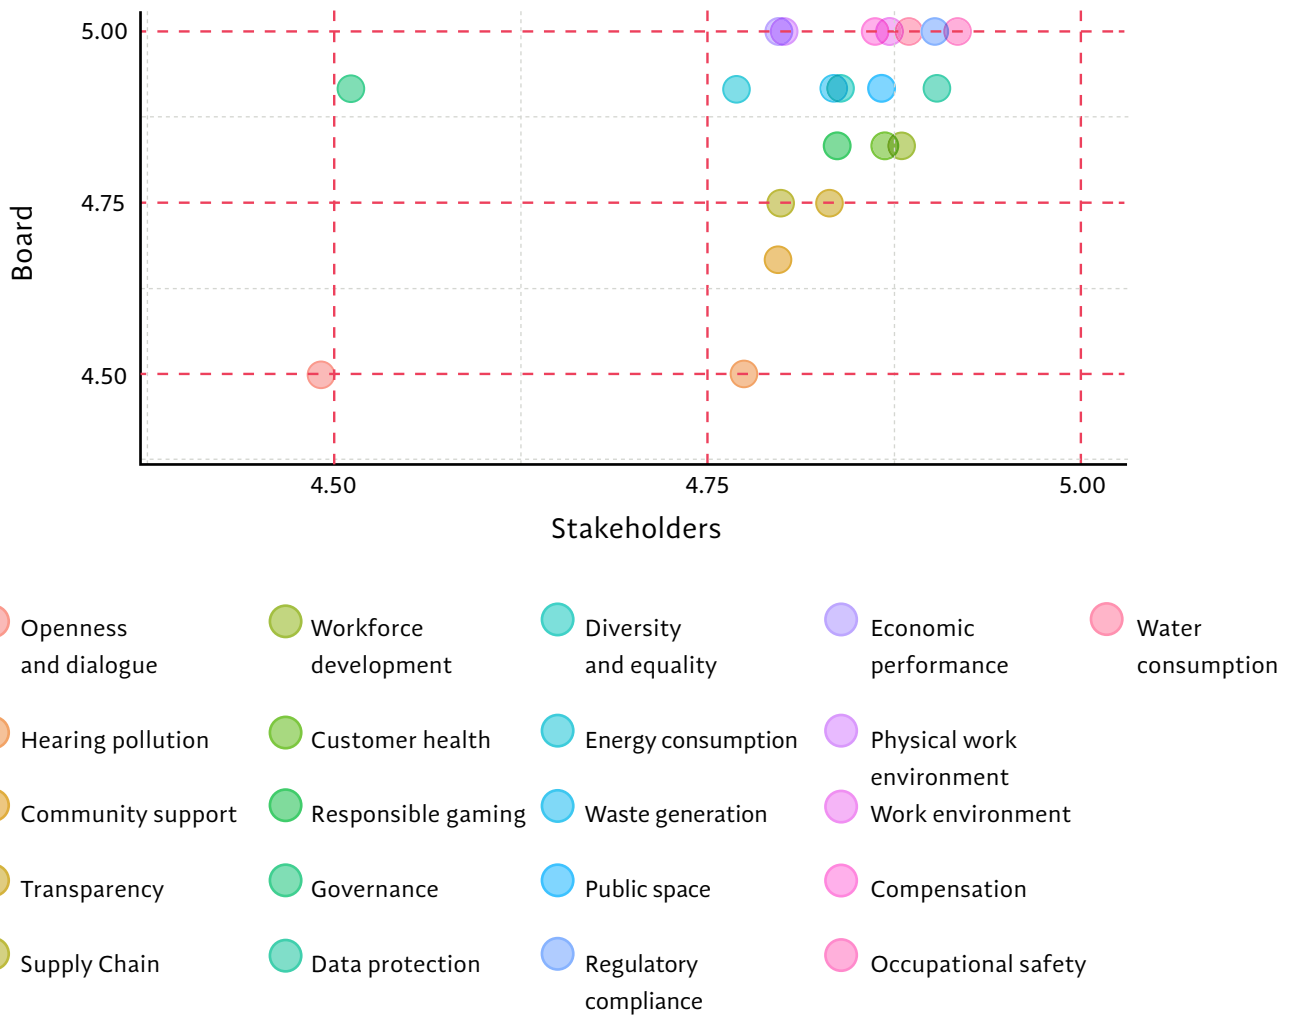 5.00
4.75
Board
4.50
4.50 4.75 5.00
Stakeholders
Openness
and dialogue
Workforce
development
Diversity
and equality
Economic
performance
Water
consumption
Hearing pollution
Customer health
Energy consumption
Physical work
environment
Community support
Responsible gaming
Waste generation
Work environment
Transparency
Governance
Public space
Compensation
Supply Chain
Data protection
Regulatory
compliance
Occupational safety